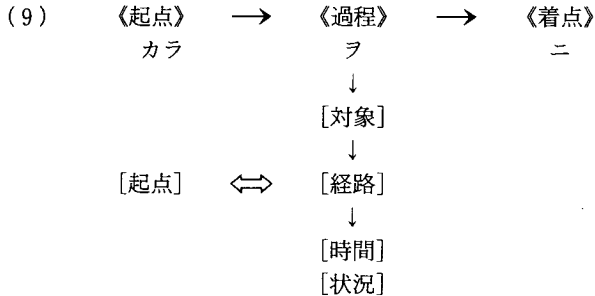 (9) 《起点》 → 《過程》 → 《着点》
カラ ヲ ニ
↓
[対象]
↓
[起点] ⇔ [経路]
↓
[時間]
[状況]